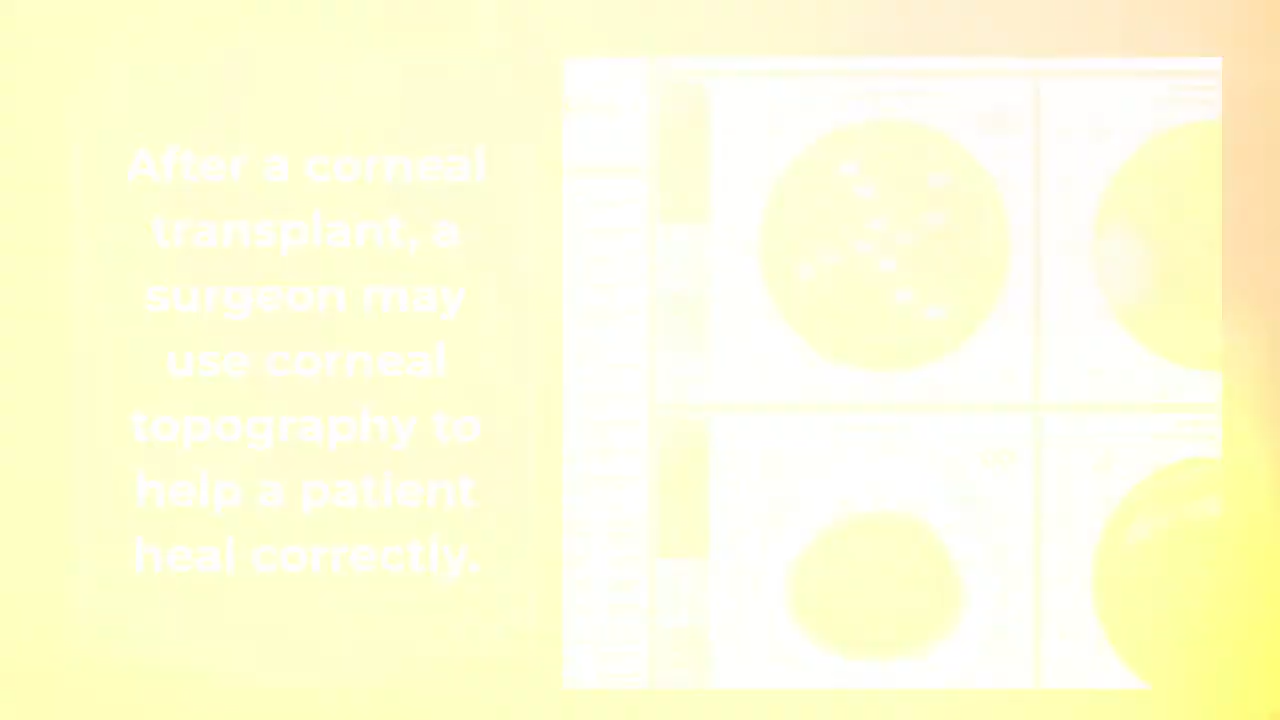 After a corneal
transplant, a
surgeon may
use corneal
topography to
help a patient
heal correctly.